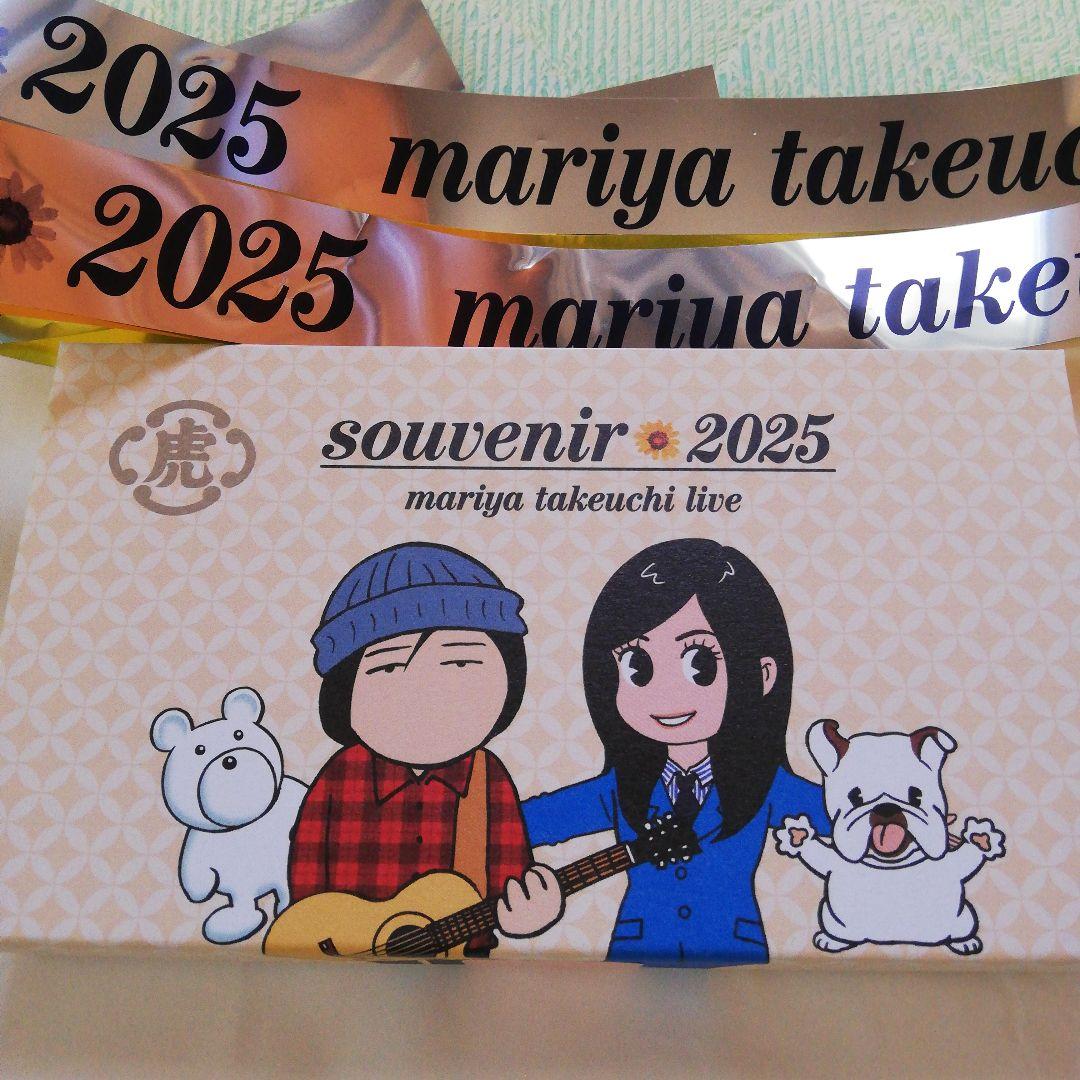 2025 mariya takeuc
2025 mariya take
虎
souvenir 2025
mariya takeuchi live